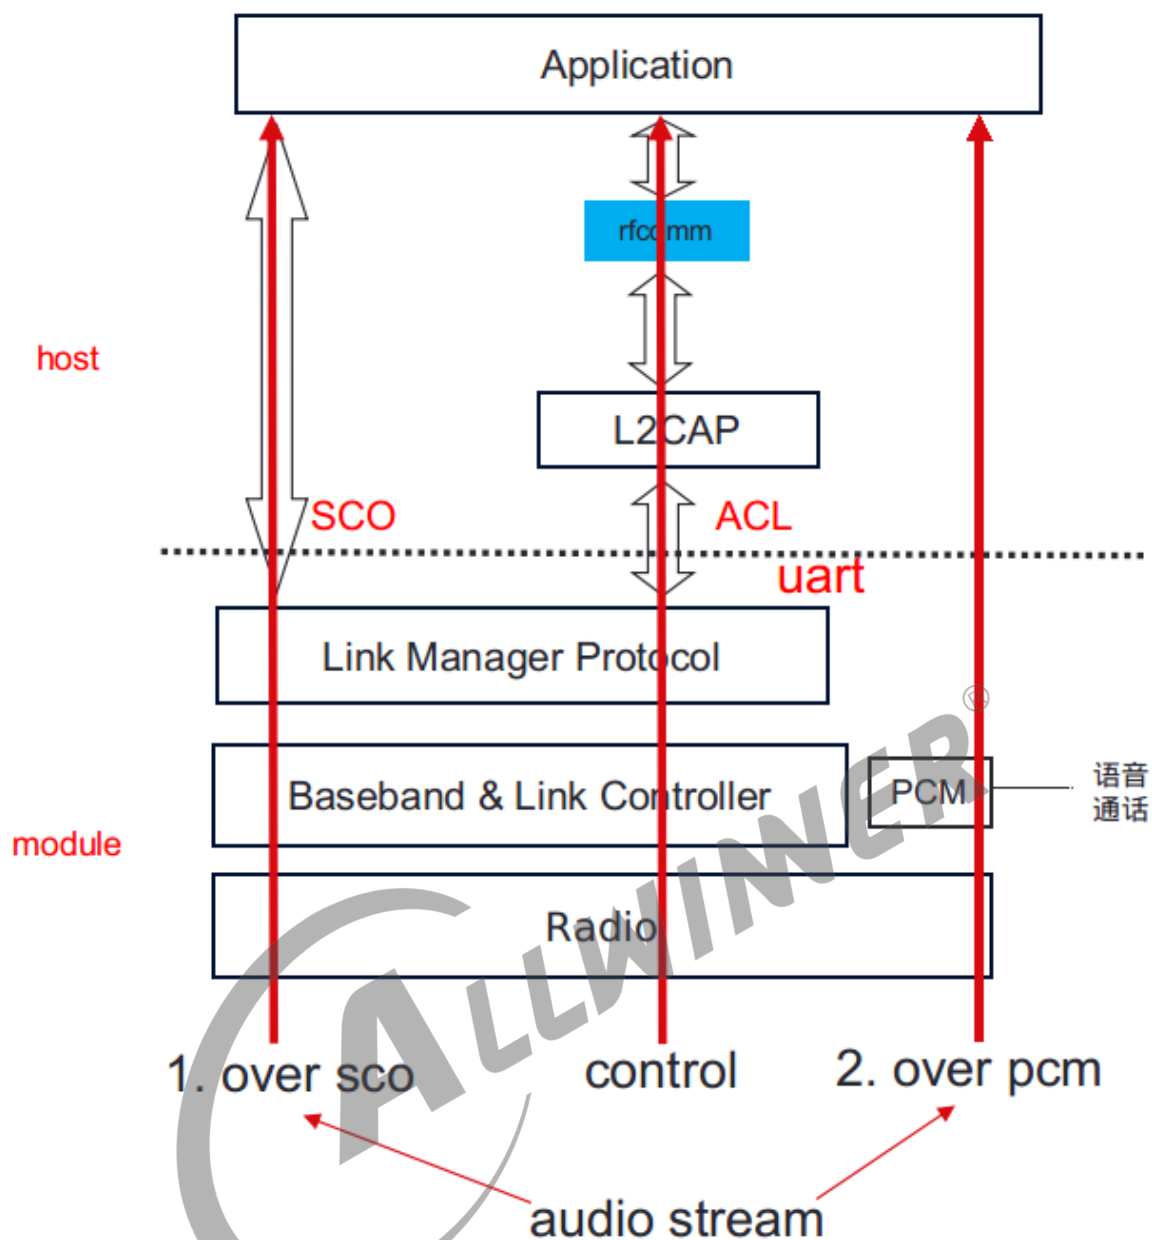 Application
rfcomm
host
L2CAP
SCO
ACL
uart
Link Manager Protocol
Baseband & Link Controller
PCM
语音
通话
module
Radio
ALLWINNER®
1. over sco
control
2. over pcm
audio stream